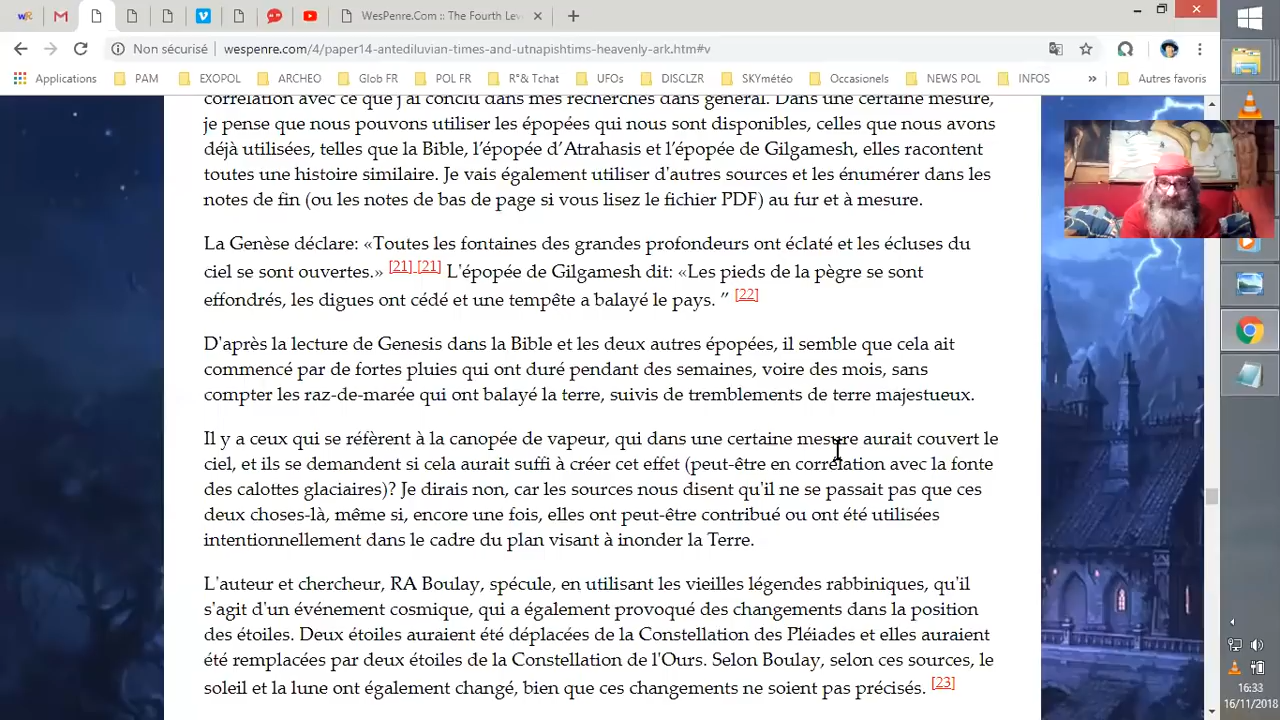 WesPenre.Com :: The Fourth Lev
Non sécurisé
wespenre.com/4/paper14-antediluvian-times-and-utnapishtims-heavenly-ark.htm#v
Applications PAM EXOPOL ARCHEO Glob FR POL.FR R°& Tchat UFOs DISCLZR SKYmétéo Occasionels NEWS POL INFOS » Autres favoris
corrélation avec ce que j'ai conclu dans mes recherches dans général. Dans une certaine mesure,
je pense que nous pouvons utiliser les épopées qui nous sont disponibles, celles que nous avons
déjà utilisées, telles que la Bible, l'épopée d'Atrahasis et l'épopée de Gilgamesh, elles racontent
toutes une histoire similaire. Je vais également utiliser d'autres sources et les énumérer dans les
notes de fin (ou les notes de bas de page si vous lisez le fichier PDF) au fur et à mesure.
La Genèse déclare: «Toutes les fontaines des grandes profondeurs ont éclaté et les écluses du
ciel se sont ouvertes.» [21] [21] L'épopée de Gilgamesh dit: «Les pieds de la pègre se sont
effondrés, les digues ont cédé et une tempête a balayé le pays. ” [22]
D'après la lecture de Genesis dans la Bible et les deux autres épopées, il semble que cela ait
commencé par de fortes pluies qui ont duré pendant des semaines, voire des mois, sans
compter les raz-de-marée qui ont balayé la terre, suivis de tremblements de terre majestueux.
Il y a ceux qui se réfèrent à la canopée de vapeur, qui dans une certaine mesure aurait couvert le
ciel, et ils se demandent si cela aurait suffi à créer cet effet (peut-être en corrélation avec la fonte
des calottes glaciaires)? Je dirais non, car les sources nous disent qu'il ne se passait pas que ces
deux choses-là, même si, encore une fois, elles ont peut-être contribué ou ont été utilisées
intentionnellement dans le cadre du plan visant à inonder la Terre.
L'auteur et chercheur, RA Boulay, spécule, en utilisant les vieilles légendes rabbiniques, qu'il
s'agit d'un événement cosmique, qui a également provoqué des changements dans la position
des étoiles. Deux étoiles auraient été déplacées de la Constellation des Pléiades et elles auraient
été remplacées par deux étoiles de la Constellation de l'Ours. Selon Boulay, selon ces sources, le
soleil et la lune ont également changé, bien que ces changements ne soient pas précisés. [23]
16:33
16/11/2018